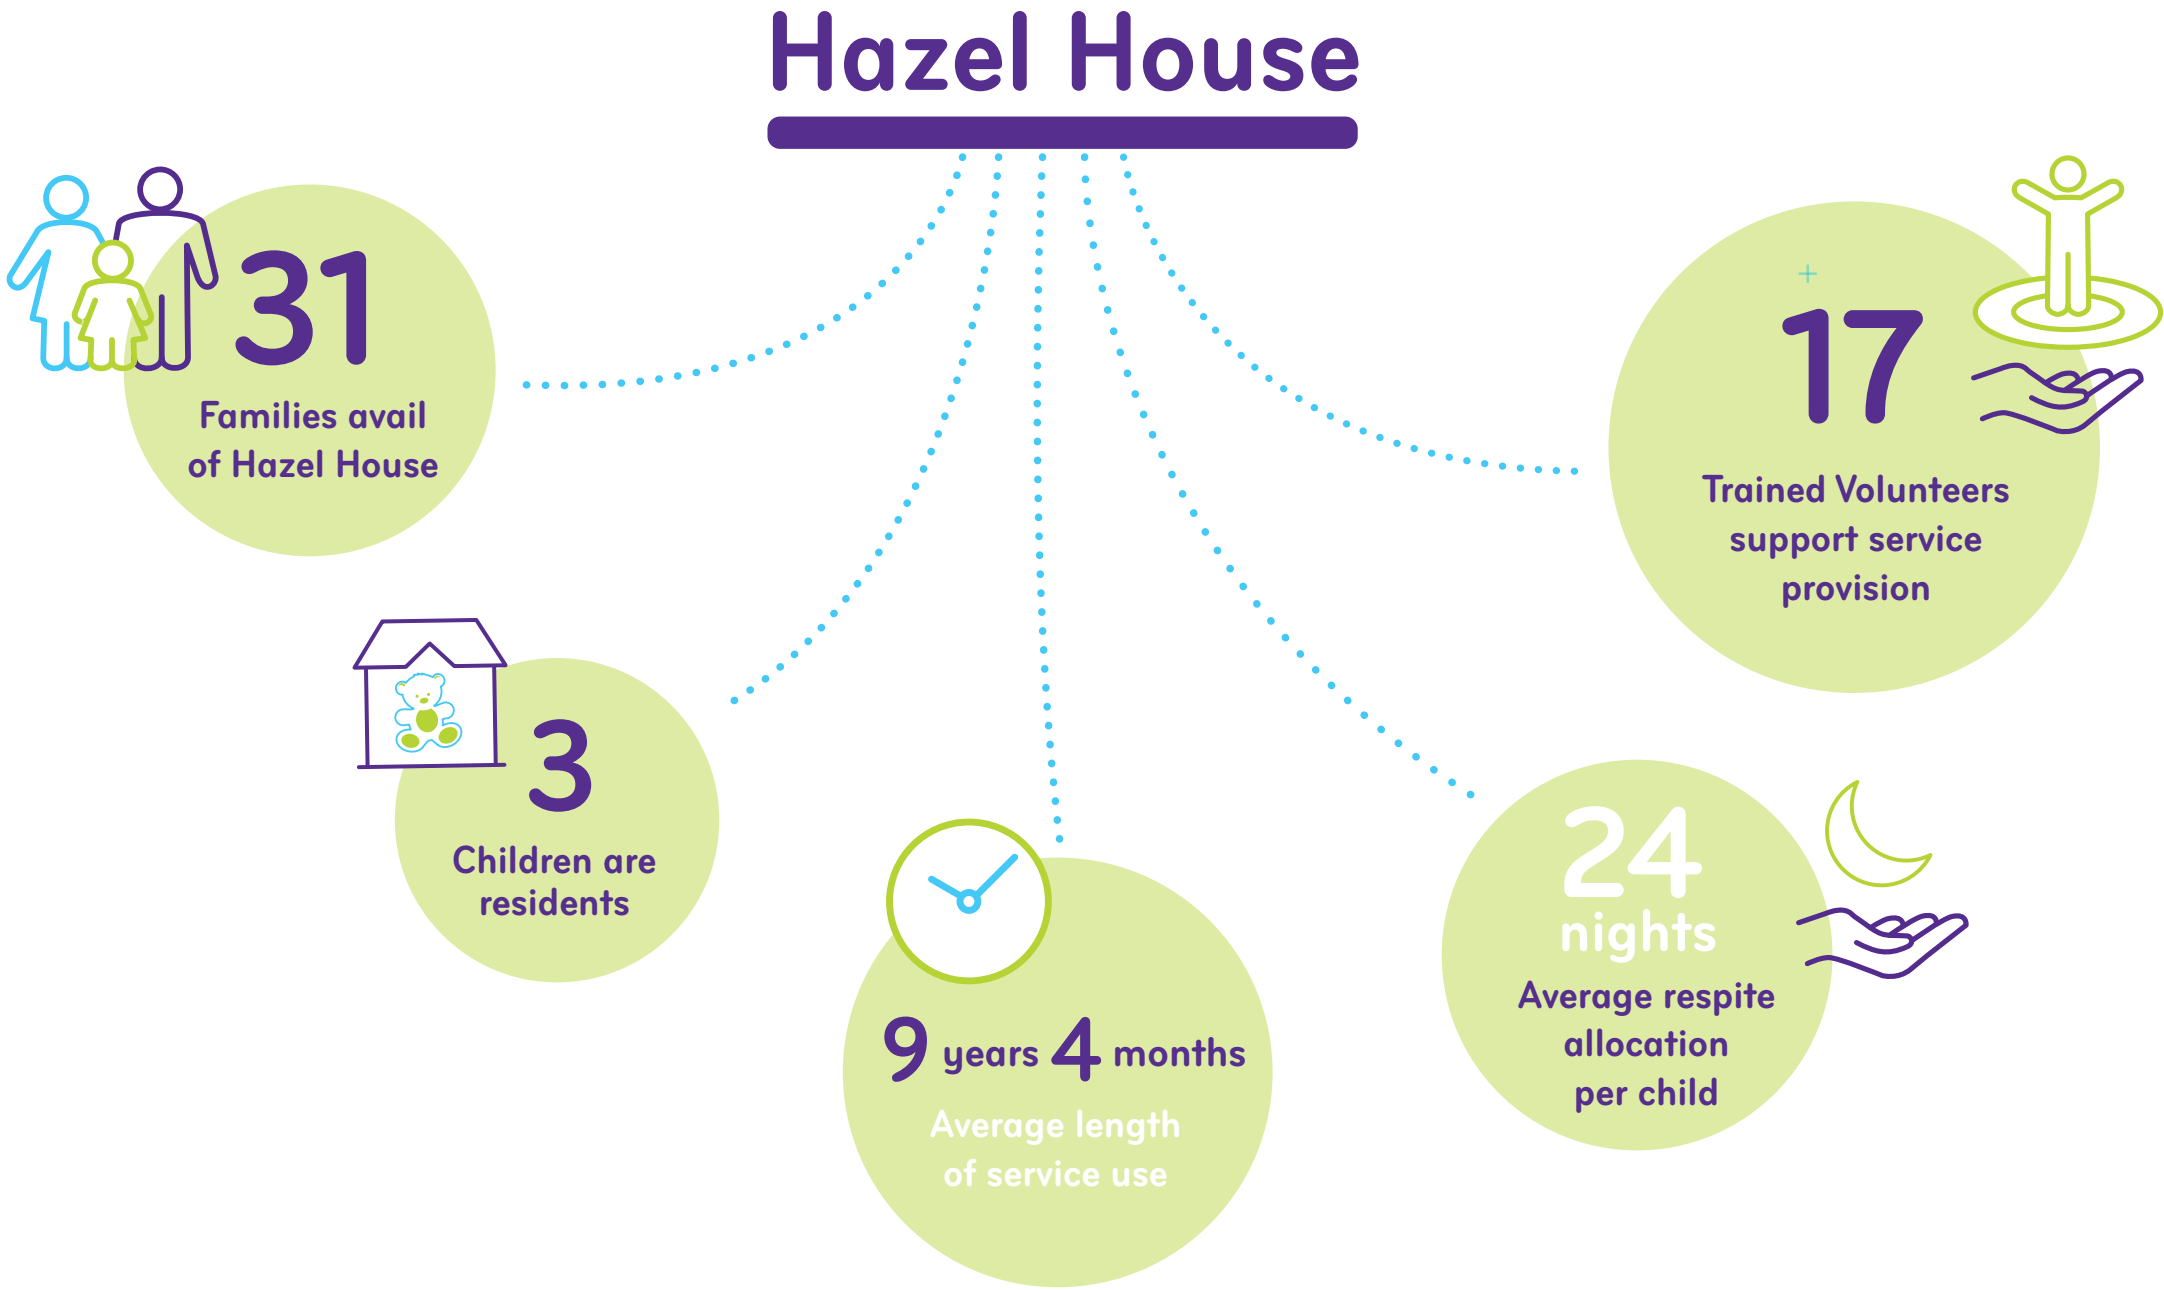 Hazel House
31
Families avail
of Hazel House
3
Children are
residents
9 years 4 months
Average length
of service use
24
nights
Average respite
allocation
per child
17
Trained Volunteers
support service
provision